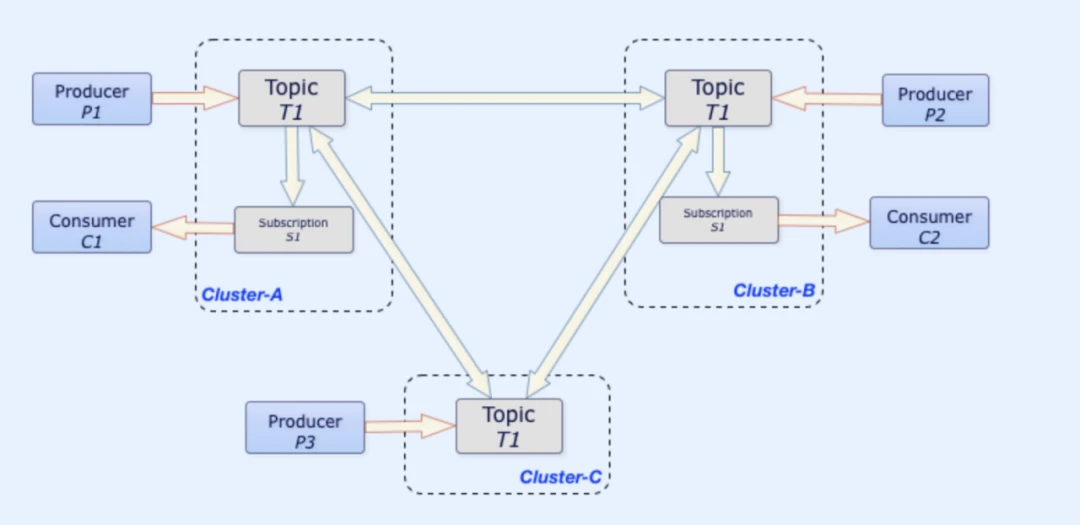 Producer
P1
Topic
T1
Topic
T1
Producer
P2
Consumer
C1
Subscription
S1
Subscription
S1
Consumer
C2
Cluster-A
Cluster-B
Producer
P3
Topic
T1
Cluster-C